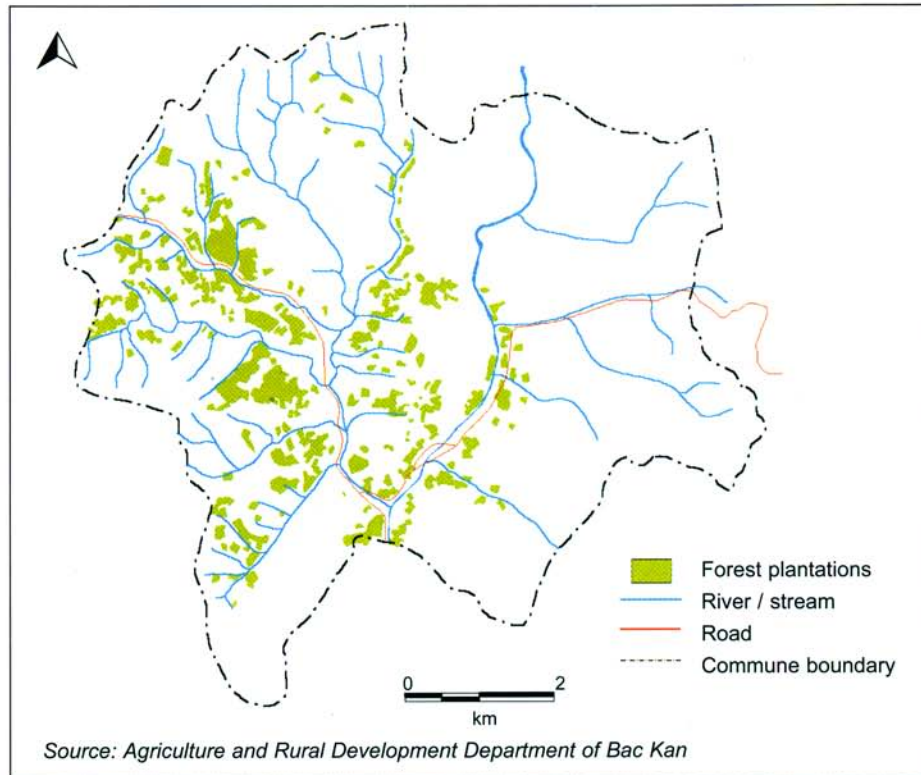 Forest plantations
River / stream
Road
Commune boundary
0 2
km
Source: Agriculture and Rural Development Department of Bac Kan